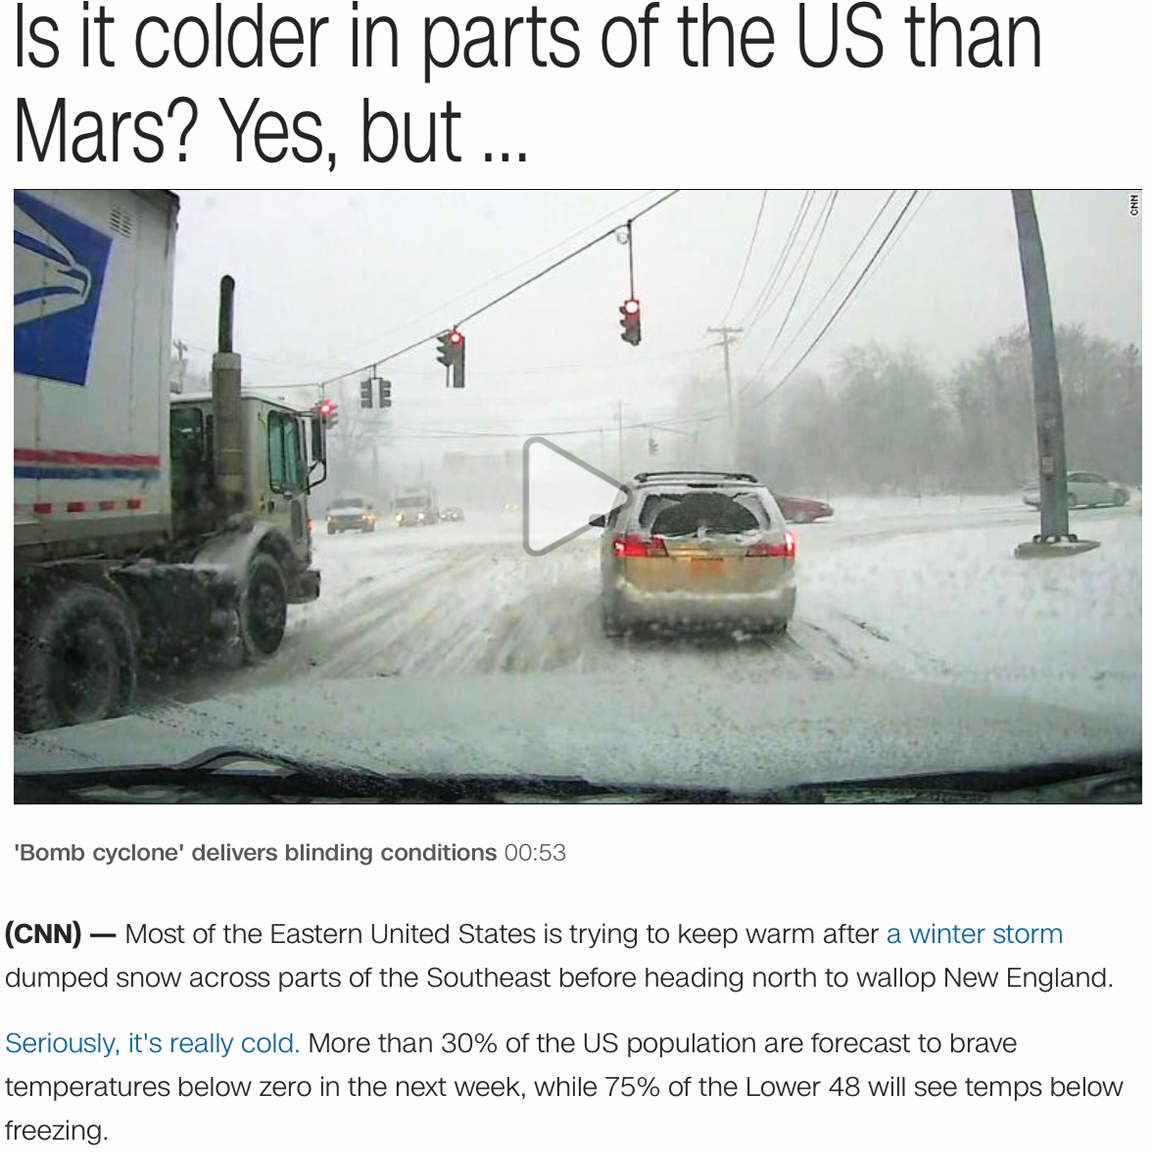 Is it colder in parts of the US than
Mars? Yes, but ...
CNN
'Bomb cyclone' delivers blinding conditions 00:53
(CNN) — Most of the Eastern United States is trying to keep warm after a winter storm
dumped snow across parts of the Southeast before heading north to wallop New England.
Seriously, it's really cold. More than 30% of the US population are forecast to brave
temperatures below zero in the next week, while 75% of the Lower 48 will see temps below
freezing.